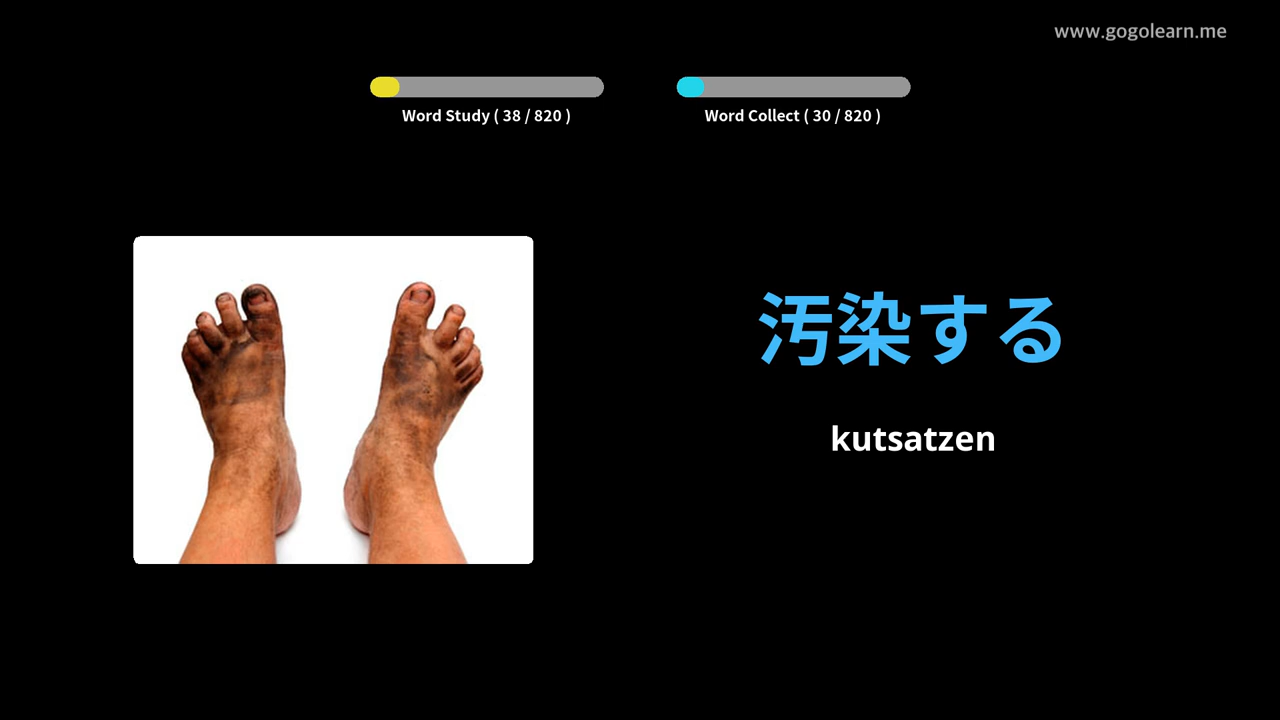 www.gogolearn.me
Word Study ( 38 / 820 )
Word Collect ( 30 / 820 )
汚染する
kutsatzen